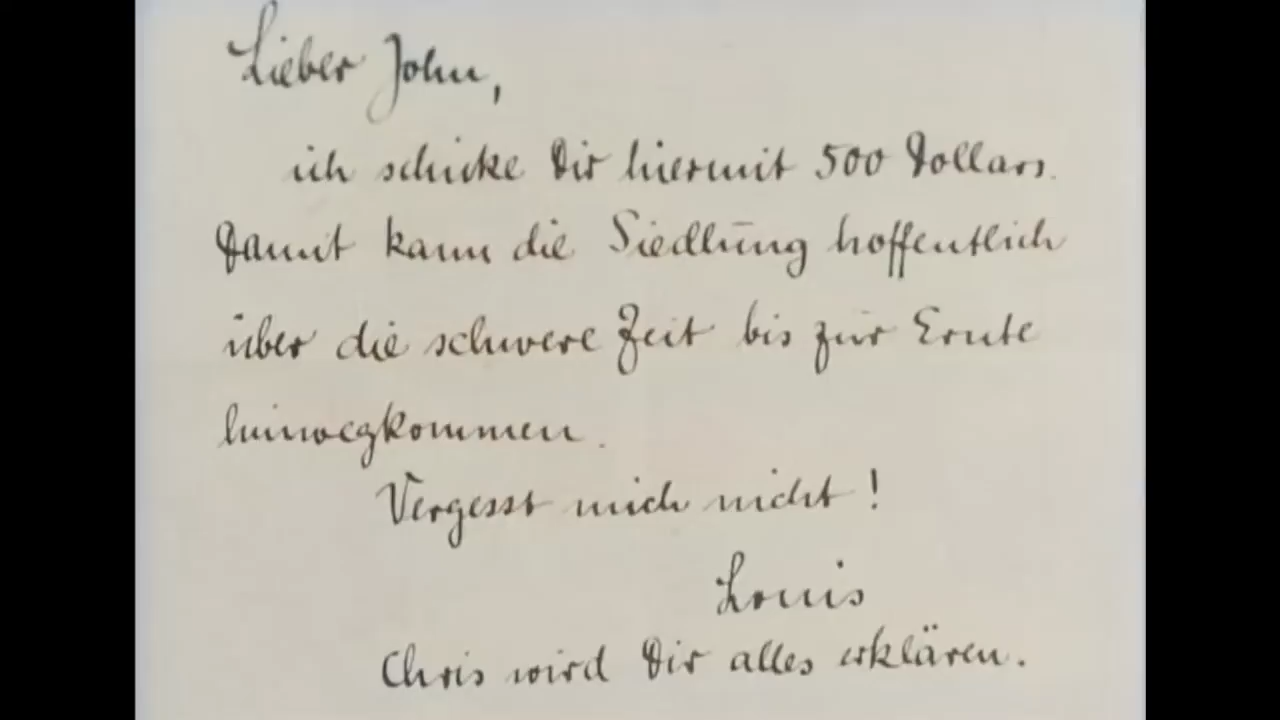 Lieber John,
ich schicke Dir hiermit 500 Dollars.
Damit kann die Siedlung hoffentlich
über die schwere Zeit bis zur Ernte
hinwegkommen.
Vergesst mich nicht!
Louis
Chris wird Dir alles erklären.